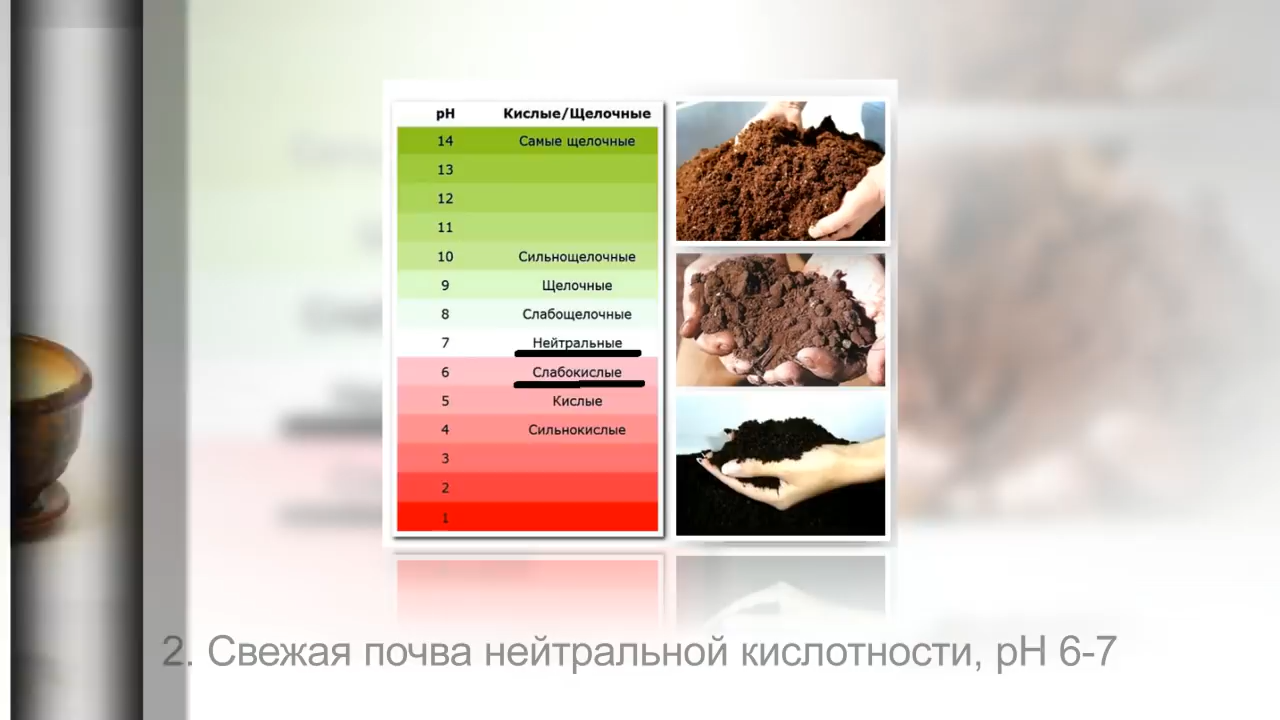 pH Кислые/Щелочные
14 Самые щелочные
13
12
11
10 Сильнощелочные
9 Щелочные
8 Слабощелочные
7 Нейтральные
6 Слабокислые
5 Кислые
4 Сильнокислые
3
2
1
2. Свежая почва нейтральной кислотности, pH 6-7